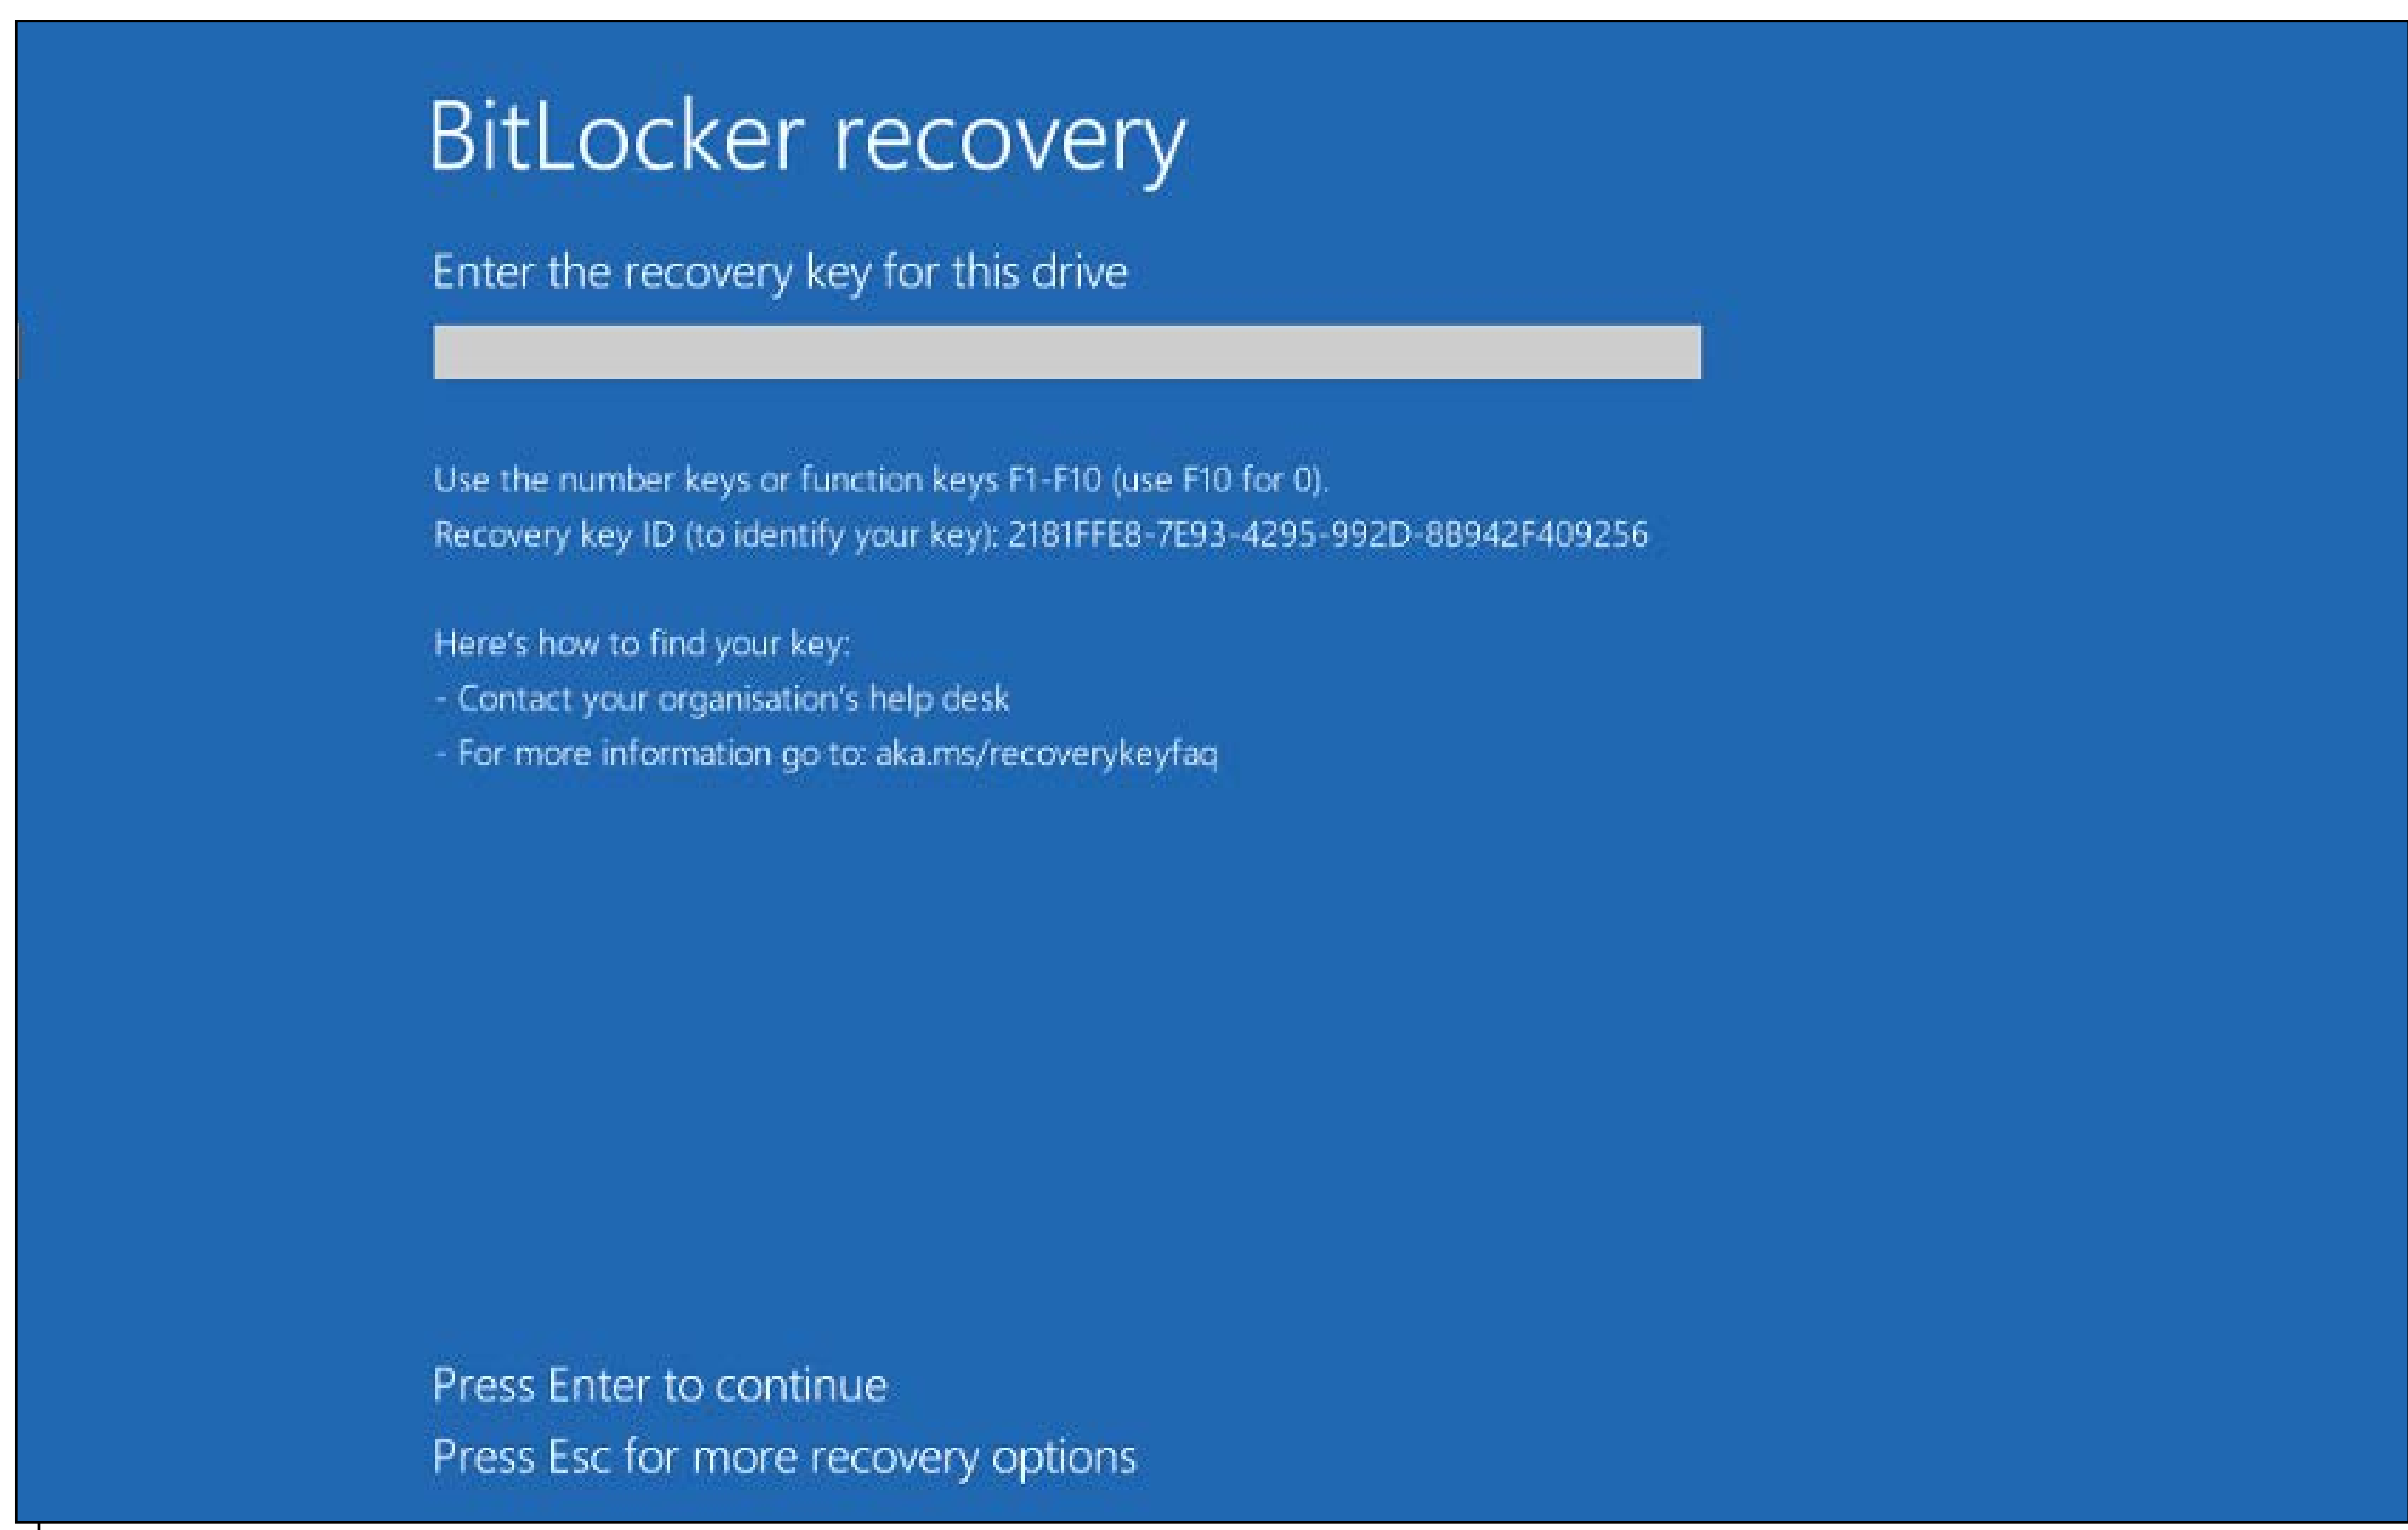 BitLocker recovery
Enter the recovery key for this drive
Use the number keys or function keys F1-F10 (use F10 for 0).
Recovery key ID (to identify your key): 2181FFE8-7E93-4295-992D-8B942F409256
Here's how to find your key:
- Contact your organisation's help desk
- For more information go to: aka.ms/recoverykeyfaq
Press Enter to continue
Press Esc for more recovery options